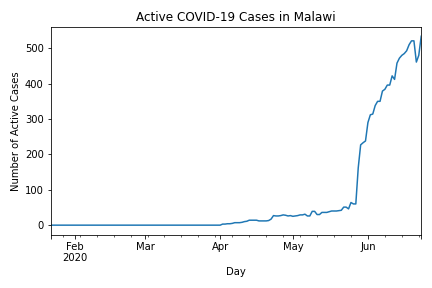 Active COVID-19 Cases in Malawi
Number of Active Cases
500
400
300
200
100
0
Feb
2020
Mar
Apr
May
Jun
Day